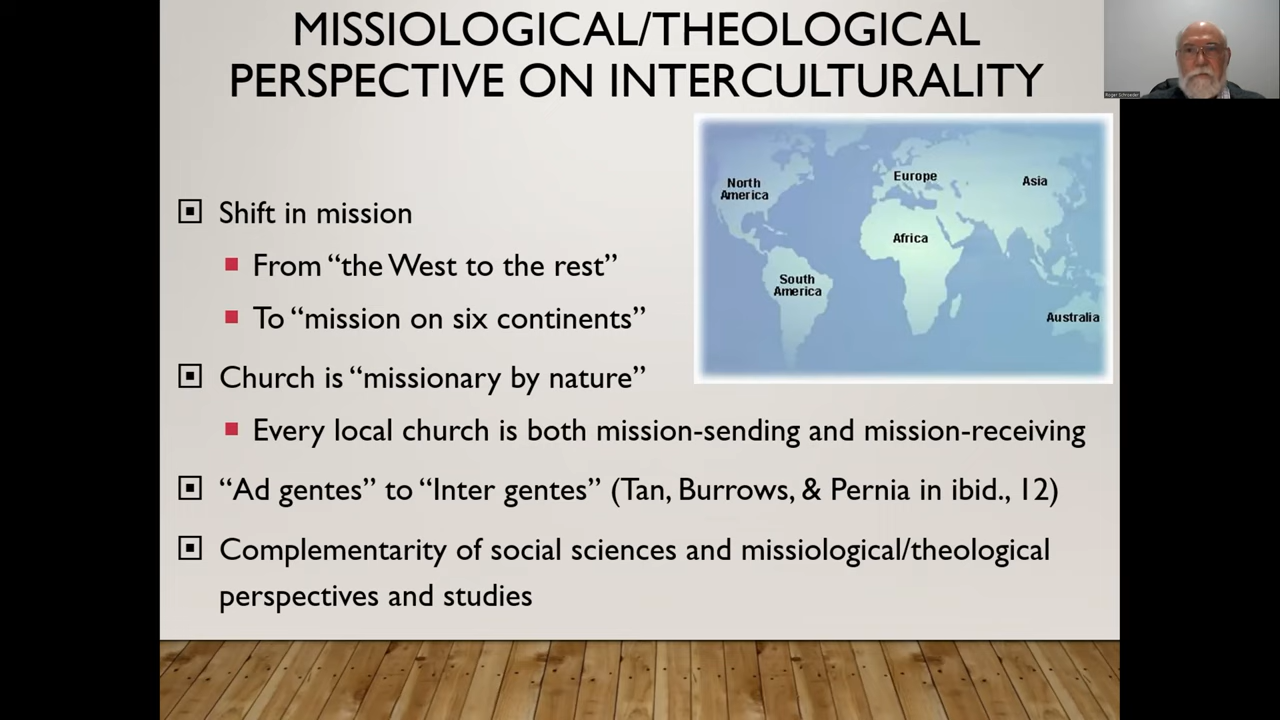 MISSIOLOGICAL/THEOLOGICAL
PERSPECTIVE ON INTERCULTURALITY
Roger Schroeder
North
America
Europe
Asia
Africa
South
America
Australia
Shift in mission
From “the West to the rest”
To “mission on six continents”
Church is “missionary by nature”
Every local church is both mission-sending and mission-receiving
“Ad gentes” to “Inter gentes” (Tan, Burrows, & Pernia in ibid., 12)
Complementarity of social sciences and missiological/theological
perspectives and studies